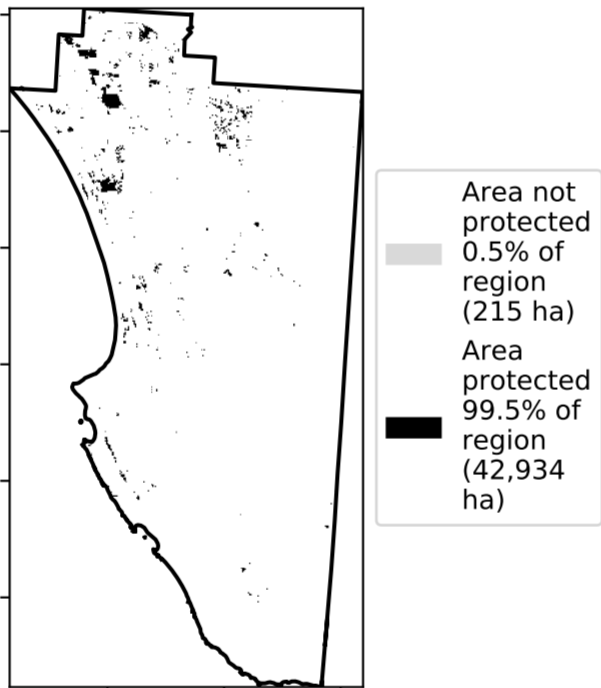 Area not
protected
0.5% of
region
(215 ha)
Area
protected
99.5% of
region
(42,934
ha)